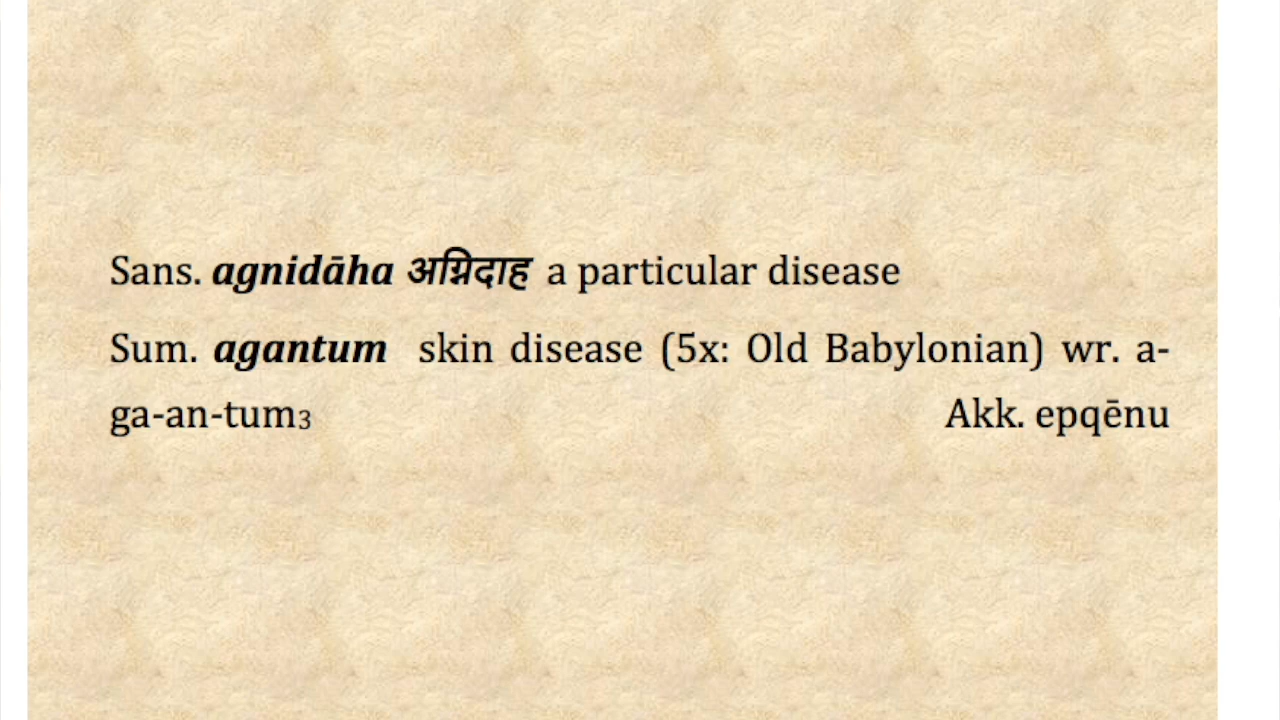 Sans. agnidāha अग्निदाह a particular disease
Sum. agantum skin disease (5x: Old Babylonian) wr. a-
ga-an-tum3 Akk. epqēnu